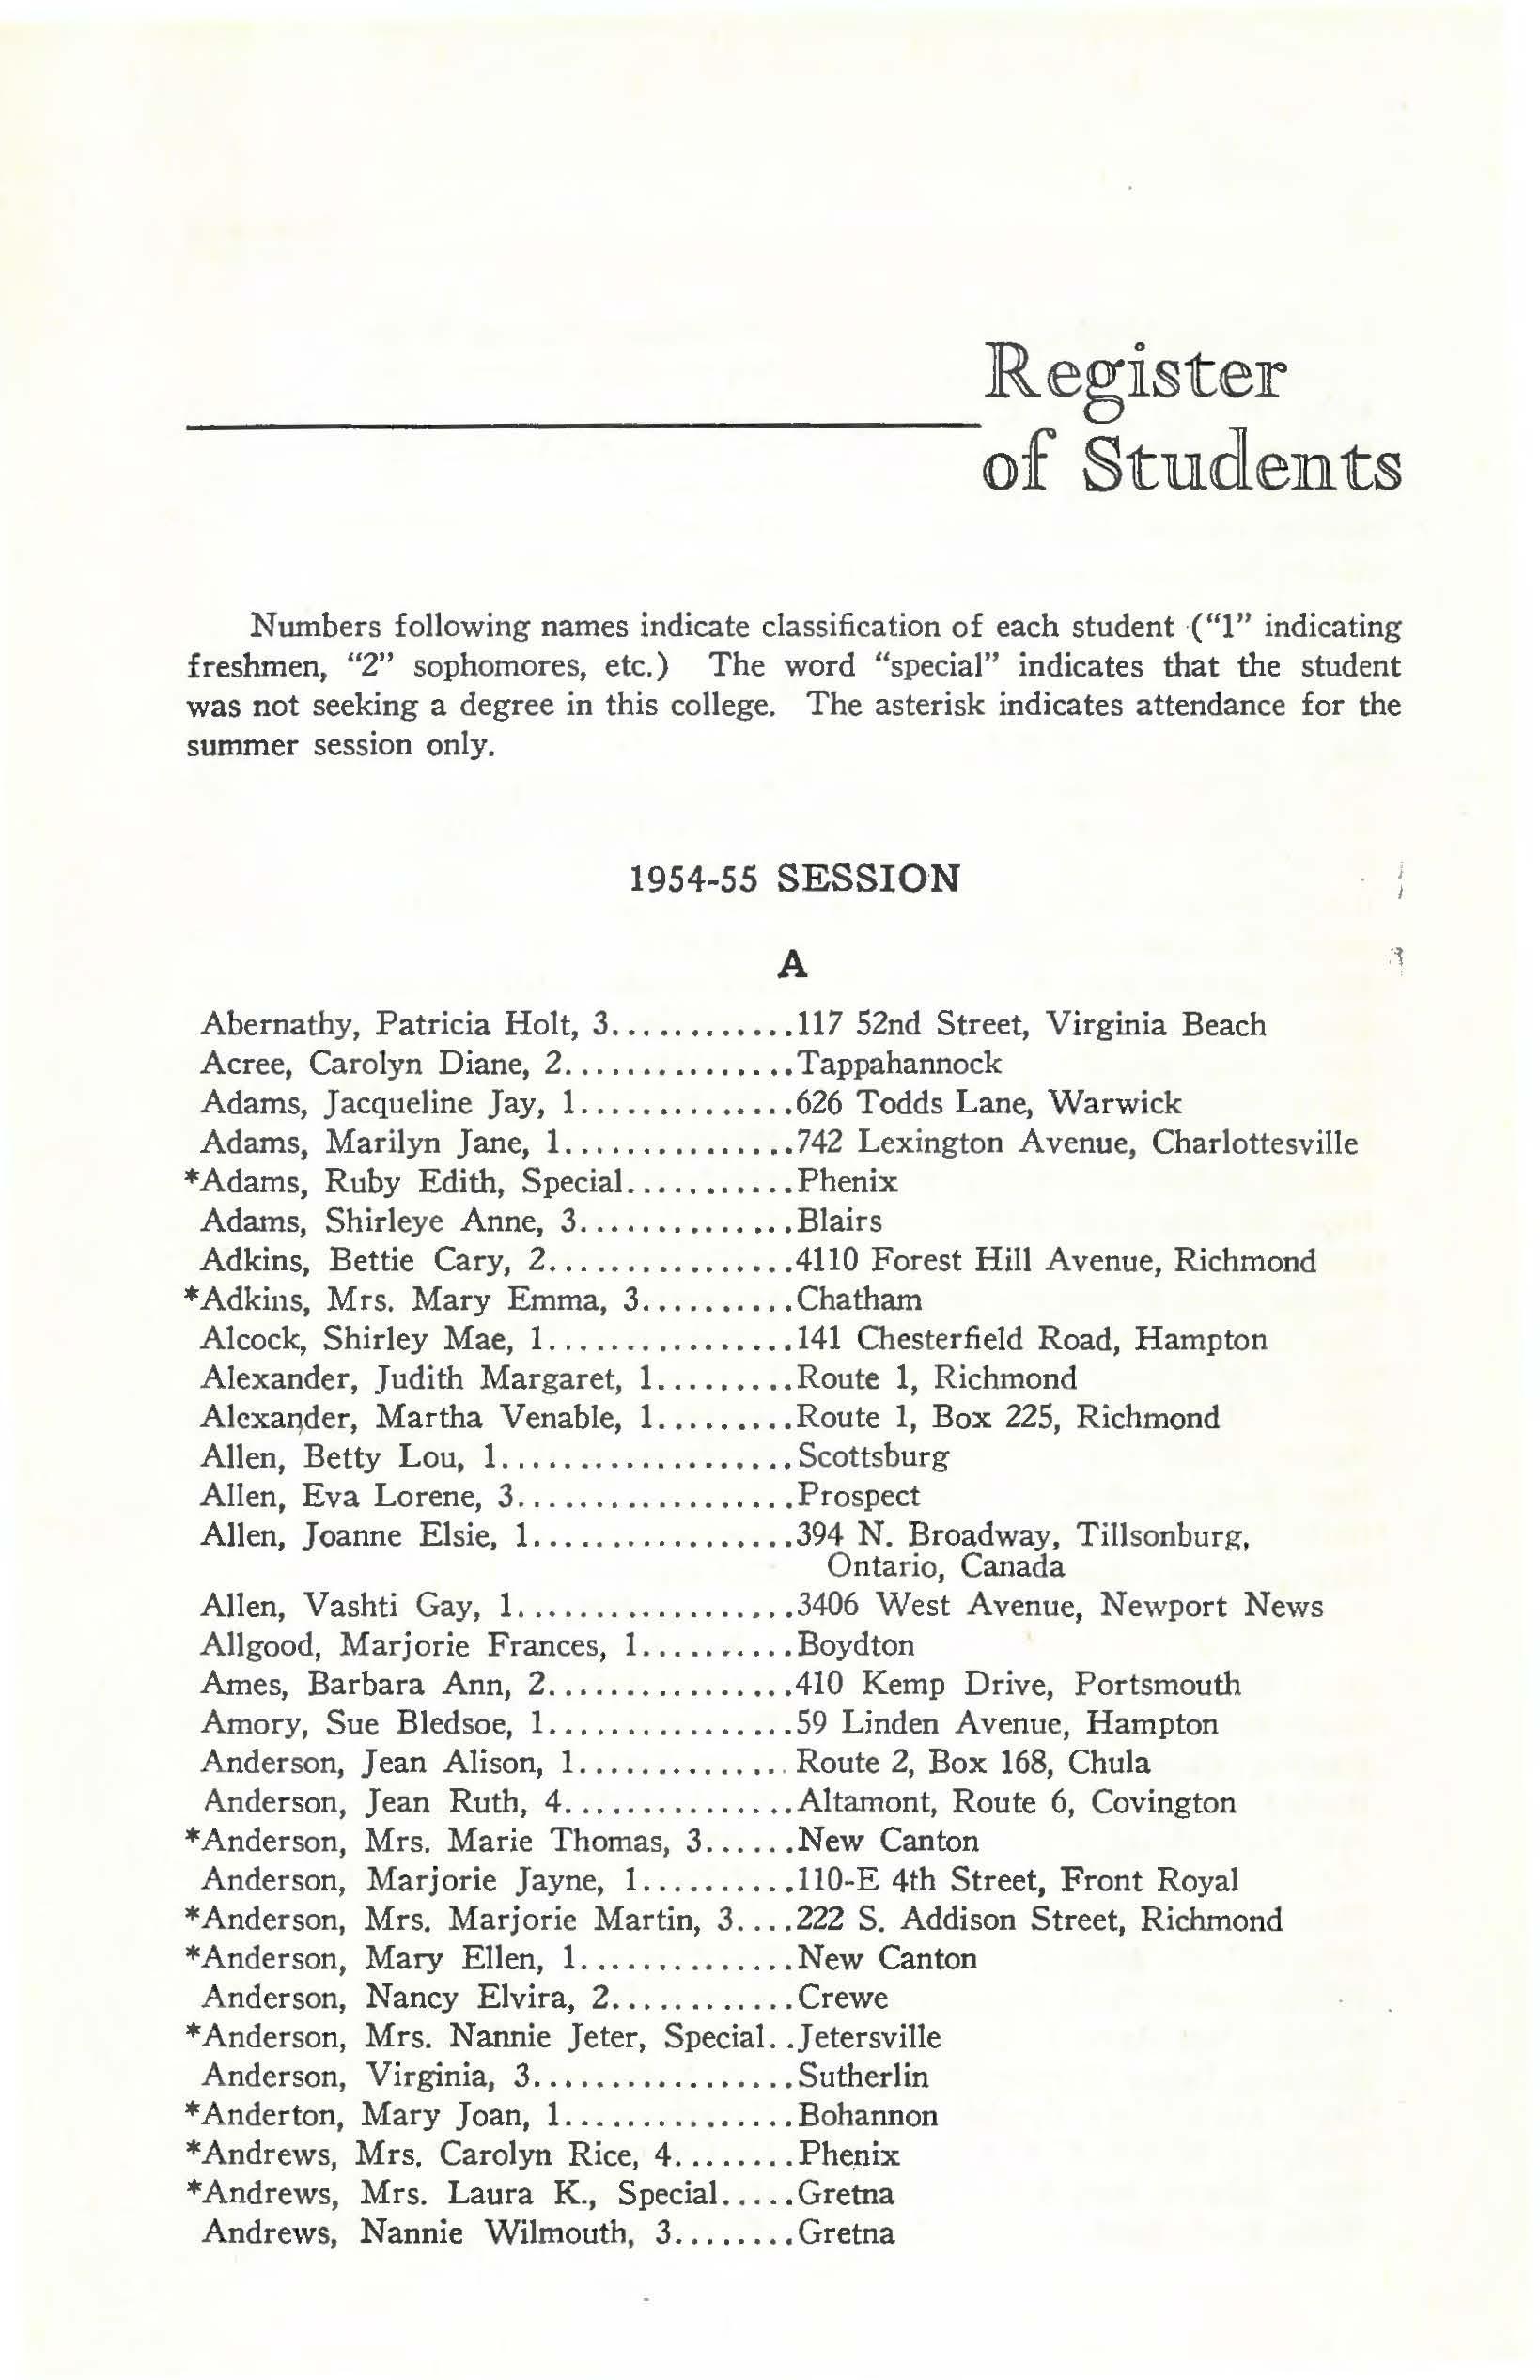 Register
of Students
Numbers following names indicate classification of each student ("1" indicating
freshmen, "2" sophomores, etc.) The word "special" indicates that the student
was not seeking a degree in this college. The asterisk indicates attendance for the
summer session only.
1954-55 SESSION
A
Abernathy, Patricia Holt, 3............117 52nd Street, Virginia Beach
Acree, Carolyn Diane, 2...............Tappahannock
Adams, Jacqueline Jay, 1..............626 Todds Lane, Warwick
Adams, Marilyn Jane, 1...............742 Lexington Avenue, Charlottesville
*Adams, Ruby Edith, Special...........Phenix
Adams, Shirleye Anne, 3..............Blairs
Adkins, Bettie Cary, 2................4110 Forest Hill Avenue, Richmond
*Adkins, Mrs. Mary Emma, 3..........Chatham
Alcock, Shirley Mae, 1................141 Chesterfield Road, Hampton
Alexander, Judith Margaret, 1.........Route 1, Richmond
Alexander, Martha Venable, 1.........Route 1, Box 225, Richmond
Allen, Betty Lou, 1...................Scottsburg
Allen, Eva Lorene, 3..................Prospect
Allen, Joanne Elsie, 1.................394 N. Broadway, Tillsonburg,
Ontario, Canada
Allen, Vashti Gay, 1..................3406 West Avenue, Newport News
Allgood, Marjorie Frances, 1..........Boydton
Ames, Barbara Ann, 2................410 Kemp Drive, Portsmouth
Amory, Sue Bledsoe, 1................59 Linden Avenue, Hampton
Anderson, Jean Alison, 1..............Route 2, Box 168, Chula
Anderson, Jean Ruth, 4...............Altamont, Route 6, Covington
*Anderson, Mrs. Marie Thomas, 3......New Canton
Anderson, Marjorie Jayne, 1..........110-E 4th Street, Front Royal
*Anderson, Mrs. Marjorie Martin, 3....222 S. Addison Street, Richmond
*Anderson, Mary Ellen, 1..............New Canton
Anderson, Nancy Elvira, 2............Crewe
*Anderson, Mrs. Nannie Jeter, Special..Jetersville
Anderson, Virginia, 3.................Sutherlin
*Anderton, Mary Joan, 1...............Bohannon
*Andrews, Mrs. Carolyn Rice, 4........Phenix
*Andrews, Mrs. Laura K., Special.....Gretna
Andrews, Nannie Wilmouth, 3........Gretna